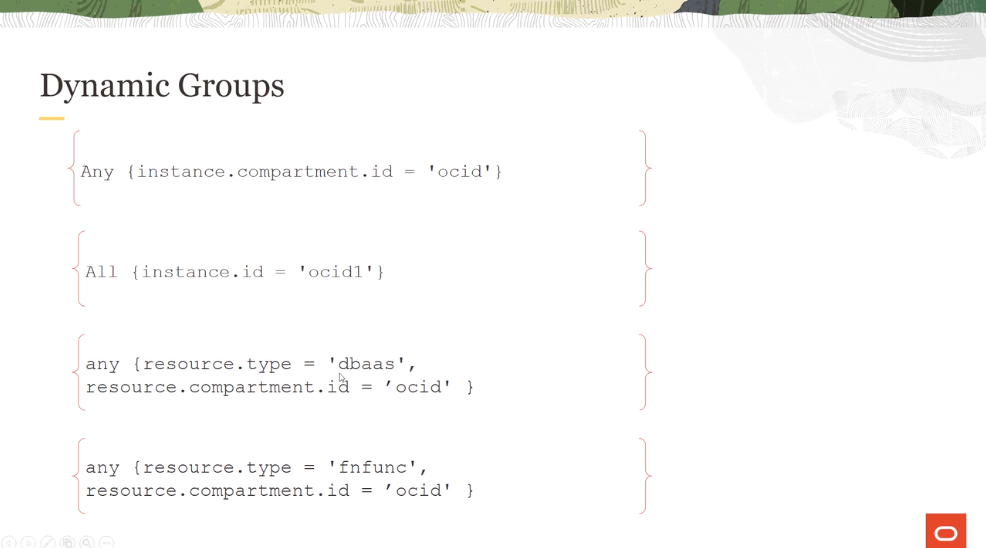 Dynamic Groups
Any {instance.compartment.id = 'ocid'}
All {instance.id = 'ocid1'}
any {resource.type = 'dbaas',
resource.compartment.id = ’ocid' }
any {resource.type = 'fnfunc',
resource.compartment.id = ’ocid' }